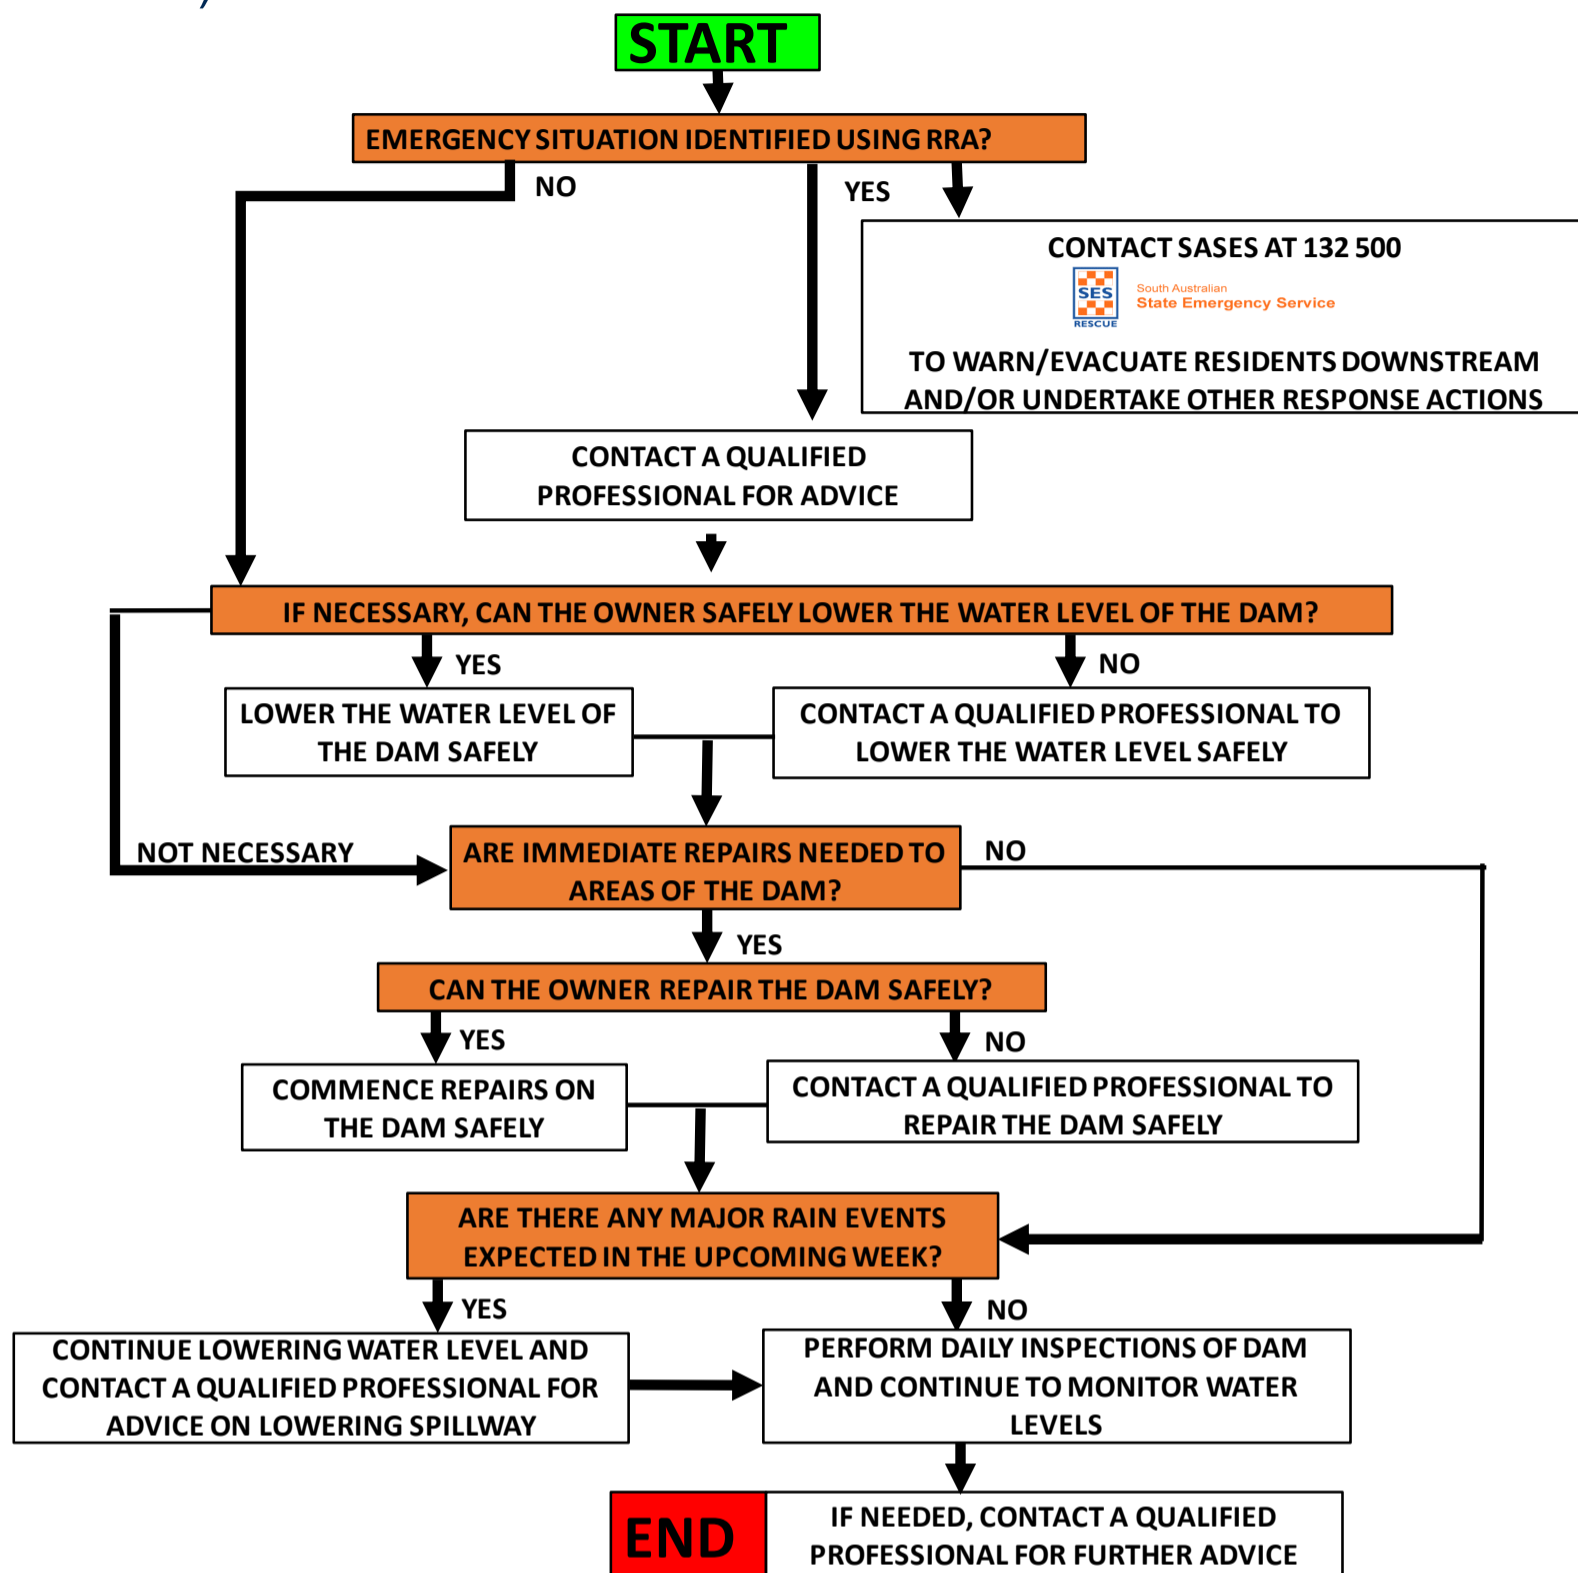 START
EMERGENCY SITUATION IDENTIFIED USING RRA?
NO
YES
CONTACT SASES AT 132 500
SES
RESCUE
South Australian
State Emergency Service
TO WARN/EVACUATE RESIDENTS DOWNSTREAM
AND/OR UNDERTAKE OTHER RESPONSE ACTIONS
CONTACT A QUALIFIED
PROFESSIONAL FOR ADVICE
IF NECESSARY, CAN THE OWNER SAFELY LOWER THE WATER LEVEL OF THE DAM?
YES
NO
LOWER THE WATER LEVEL OF
THE DAM SAFELY
CONTACT A QUALIFIED PROFESSIONAL TO
LOWER THE WATER LEVEL SAFELY
NOT NECESSARY
ARE IMMEDIATE REPAIRS NEEDED TO
AREAS OF THE DAM?
NO
YES
CAN THE OWNER REPAIR THE DAM SAFELY?
YES
NO
COMMENCE REPAIRS ON
THE DAM SAFELY
CONTACT A QUALIFIED PROFESSIONAL TO
REPAIR THE DAM SAFELY
ARE THERE ANY MAJOR RAIN EVENTS
EXPECTED IN THE UPCOMING WEEK?
YES
NO
CONTINUE LOWERING WATER LEVEL AND
CONTACT A QUALIFIED PROFESSIONAL FOR
ADVICE ON LOWERING SPILLWAY
PERFORM DAILY INSPECTIONS OF DAM
AND CONTINUE TO MONITOR WATER
LEVELS
END
IF NEEDED, CONTACT A QUALIFIED
PROFESSIONAL FOR FURTHER ADVICE